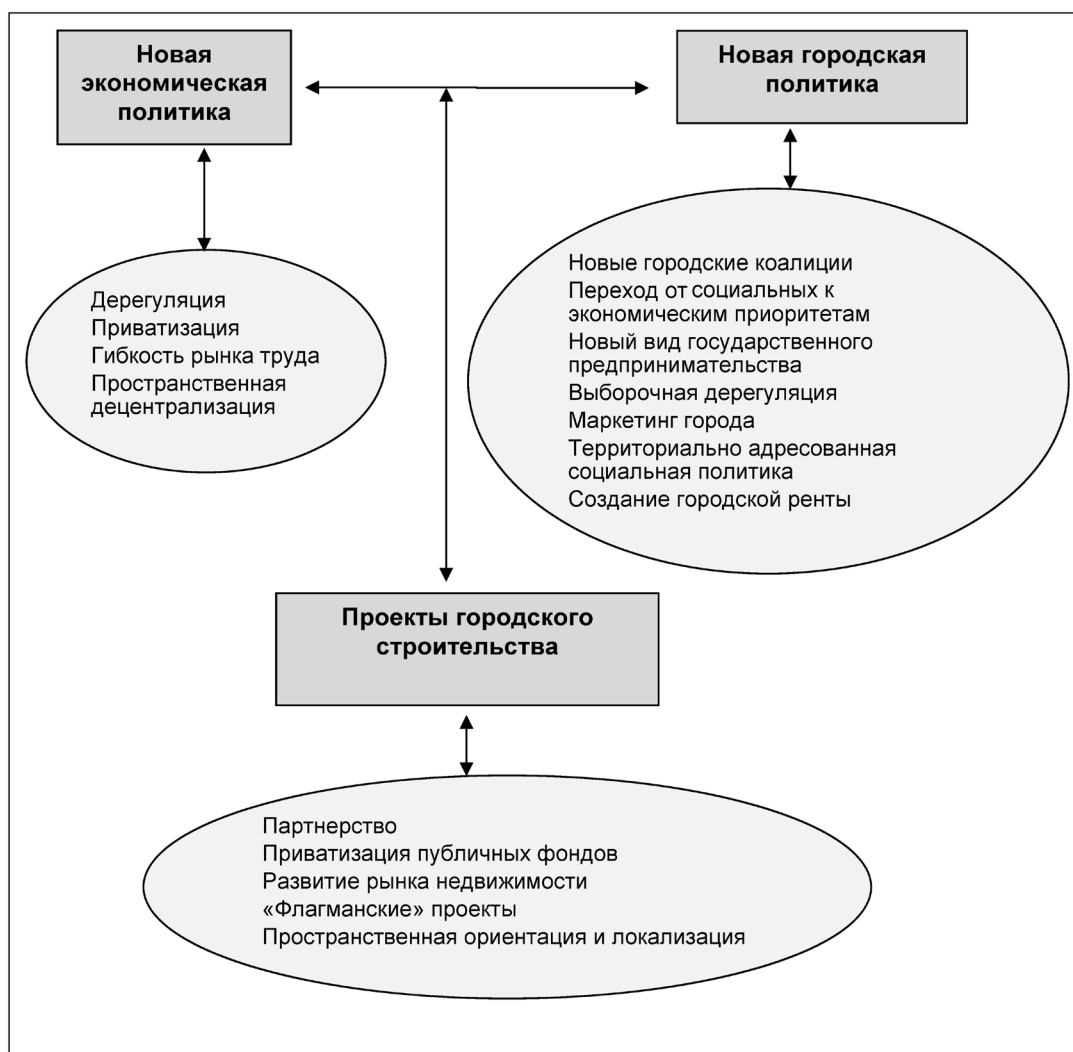 Новая
экономическая
политика
Новая городская
политика
Дерегуляция
Приватизация
Гибкость рынка труда
Пространственная
децентрализация
Новые городские коалиции
Переход от социальных к
экономическим приоритетам
Новый вид государственного
предпринимательства
Выборочная дерегуляция
Маркетинг города
Территориально адресованная
социальная политика
Создание городской ренты
Проекты городского
строительства
Партнерство
Приватизация публичных фондов
Развитие рынка недвижимости
«Флагманские» проекты
Пространственная ориентация и локализация